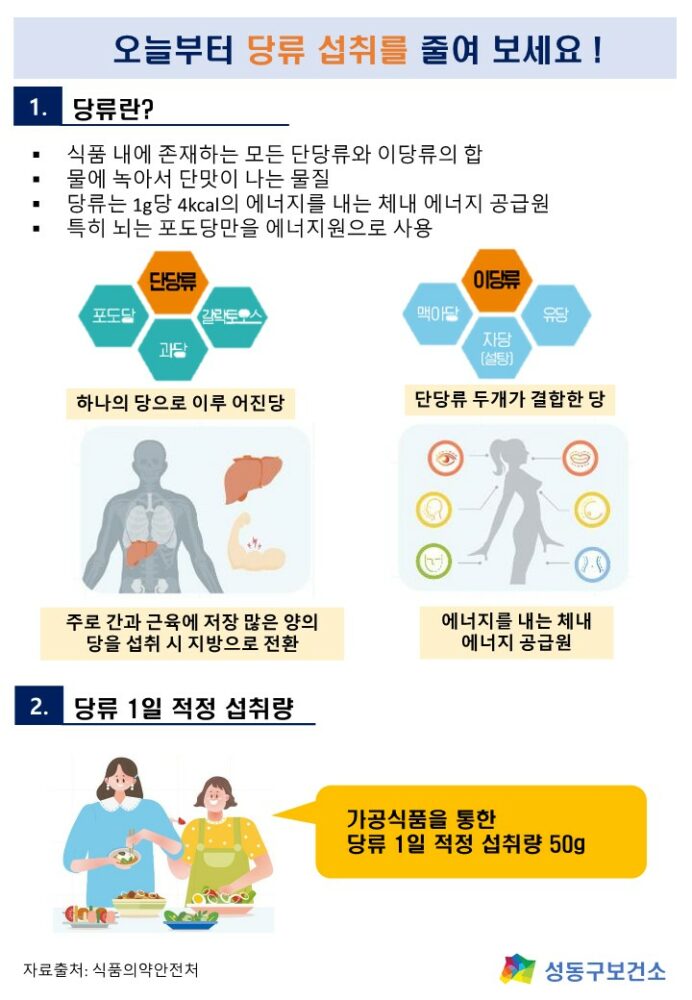 오늘부터 당류 섭취를 줄여 보세요 !
1. 당류란?
▪ 식품 내에 존재하는 모든 단당류와 이당류의 합
▪ 물에 녹아서 단맛이 나는 물질
▪ 당류는 1g당 4kcal의 에너지를 내는 체내 에너지 공급원
▪ 특히 뇌는 포도당만을 에너지원으로 사용
단당류
포도당
갈락토오스
과당
하나의 당으로 이루 어진당
이당류
맥아당
유당
자당
(설탕)
단당류 두개가 결합한 당
주로 간과 근육에 저장 많은 양의
당을 섭취 시 지방으로 전환
에너지를 내는 체내
에너지 공급원
2. 당류 1일 적정 섭취량
가공식품을 통한
당류 1일 적정 섭취량 50g
자료출처: 식품의약안전처
성동구보건소